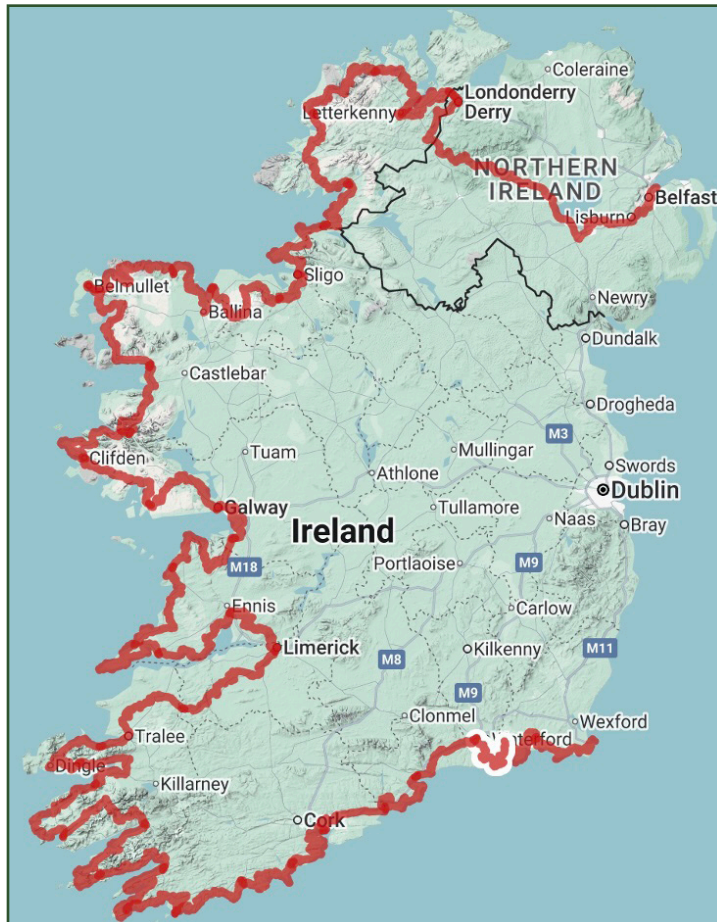 Coleraine
Londonderry
Derry
Letterkenny
NORTHERN
IRELAND
Belfast
Lisburn
Sligo
Belmullet
Ballina
Newry
Dundalk
Castlebar
Drogheda
M3
Clifden
Tuam
Mullingar
Swords
Athlone
Dublin
Galway
Tullamore
Naas
Ireland
Bray
M18
Portlaoise
M9
Ennis
Carlow
Limerick
Kilkenny
M11
M8
M9
Clonmel
Wexford
Tralee
Waterford
Dingle
Killarney
Cork